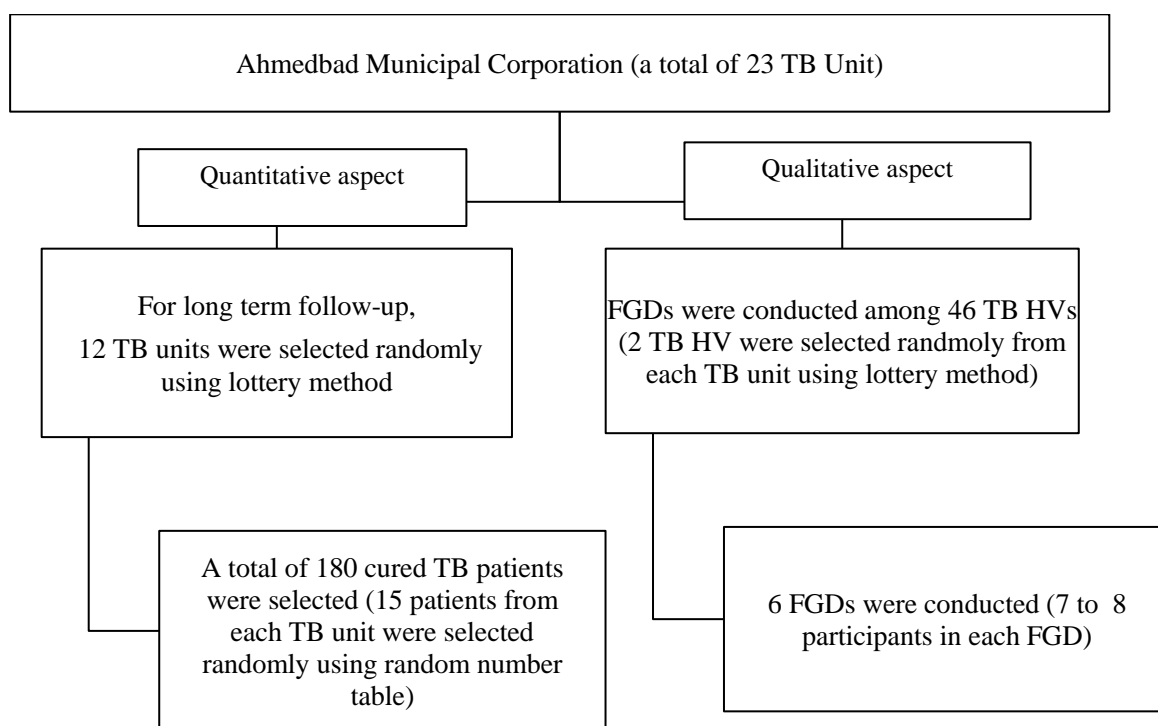 Ahmedbad Municipal Corporation (a total of 23 TB Unit)
Quantitative aspect
Qualitative aspect
For long term follow-up,
12 TB units were selected randomly
using lottery method
FGDs were conducted among 46 TB HVs
(2 TB HV were selected randmoly from
each TB unit using lottery method)
A total of 180 cured TB patients
were selected (15 patients from
each TB unit were selected
randomly using random number
table)
6 FGDs were conducted (7 to 8
participants in each FGD)